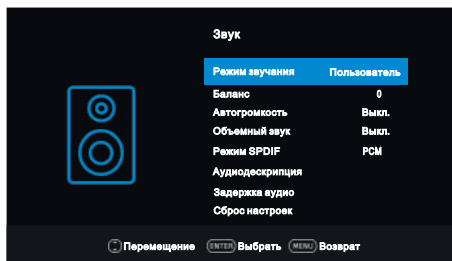 Звук
Режим звучания Пользователь
Баланс 0
Автогромкость Выкл.
Объемный звук Выкл.
Режим SPDIF PCM
Аудиодескрипция
Задержка аудио
Сброс настроек
Перемещение ENTER Выбрать MENU Возврат